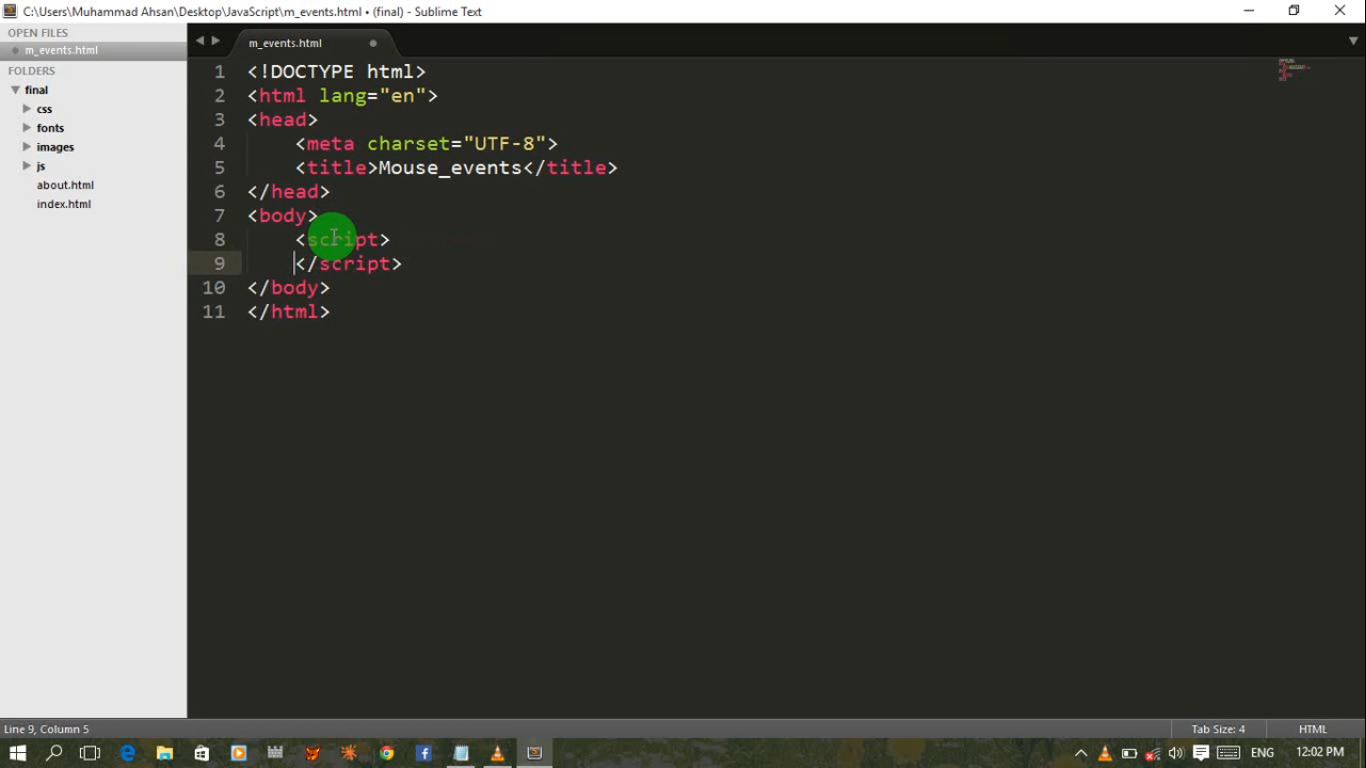 C:\Users\Muhammad Ahsan\Desktop\JavaScript\m_events.html • (final) - Sublime Text
OPEN FILES
m_events.html
FOLDERS
final
css
fonts
images
js
about.html
index.html
m_events.html
1 <!DOCTYPE html>
2 <html lang="en">
3 <head>
4 <meta charset="UTF-8">
5 <title>Mouse_events</title>
6 </head>
7 <body>
8 <script>
9 </script>
10 </body>
11 </html>
Line 9, Column 5
Tab Size: 4
HTML
ENG
12:02 PM